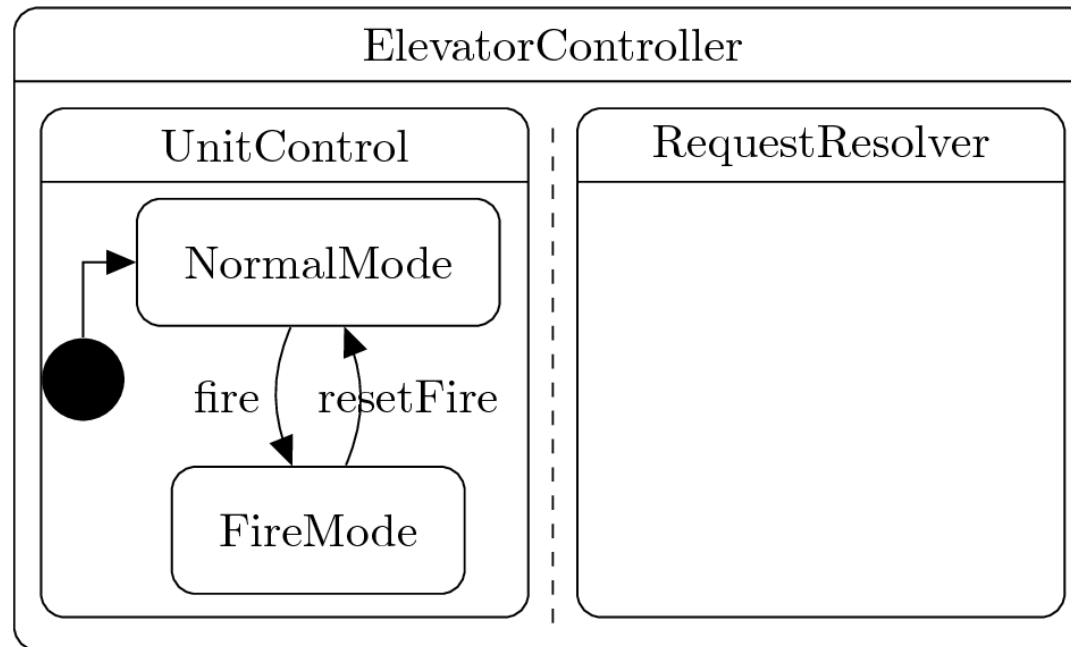 ElevatorController
UnitControl
RequestResolver
NormalMode
fire
resetFire
FireMode